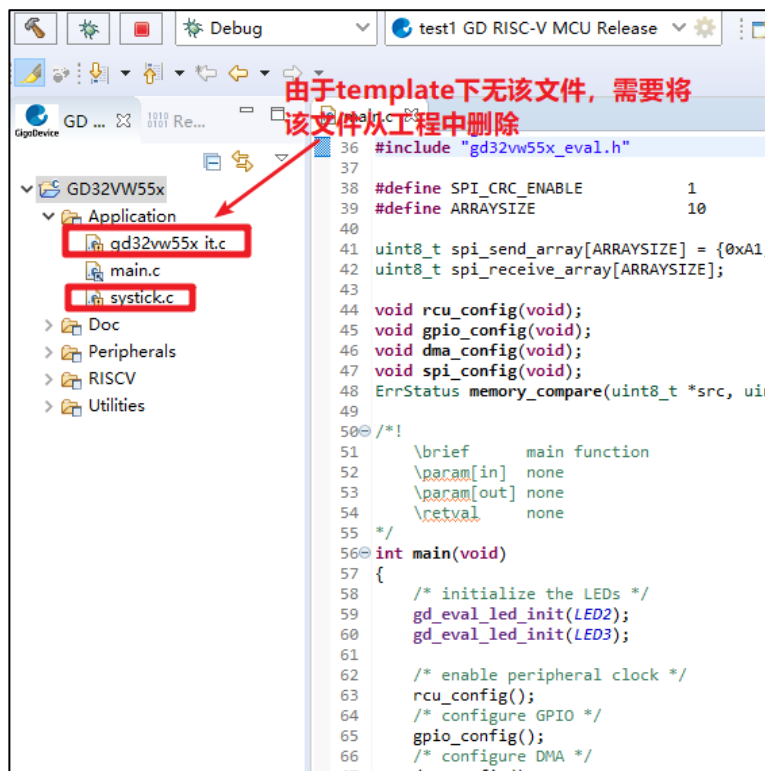 Debug
test1 GD RISC-V MCU Release
由于template下无该文件，需要将
该文件从工程中删除
GigaDevice
GD ...
Re...
main.c
GD32VW55x
Application
gd32vw55x_it.c
main.c
systick.c
Doc
Peripherals
RISCV
Utilities
36 #include "gd32vw55x_eval.h"
37
38 #define SPI_CRC_ENABLE 1
39 #define ARRAYSIZE 10
40
41 uint8_t spi_send_array[ARRAYSIZE] = {0xA1,
42 uint8_t spi_receive_array[ARRAYSIZE];
43
44 void rcu_config(void);
45 void gpio_config(void);
46 void dma_config(void);
47 void spi_config(void);
48 ErrStatus memory_compare(uint8_t *src, uin
49
50 /*!
51 \brief main function
52 \param[in] none
53 \param[out] none
54 \retval none
55 */
56 int main(void)
57 {
58 /* initialize the LEDs */
59 gd_eval_led_init(LED2);
60 gd_eval_led_init(LED3);
61
62 /* enable peripheral clock */
63 rcu_config();
64 /* configure GPIO */
65 gpio_config();
66 /* configure DMA */